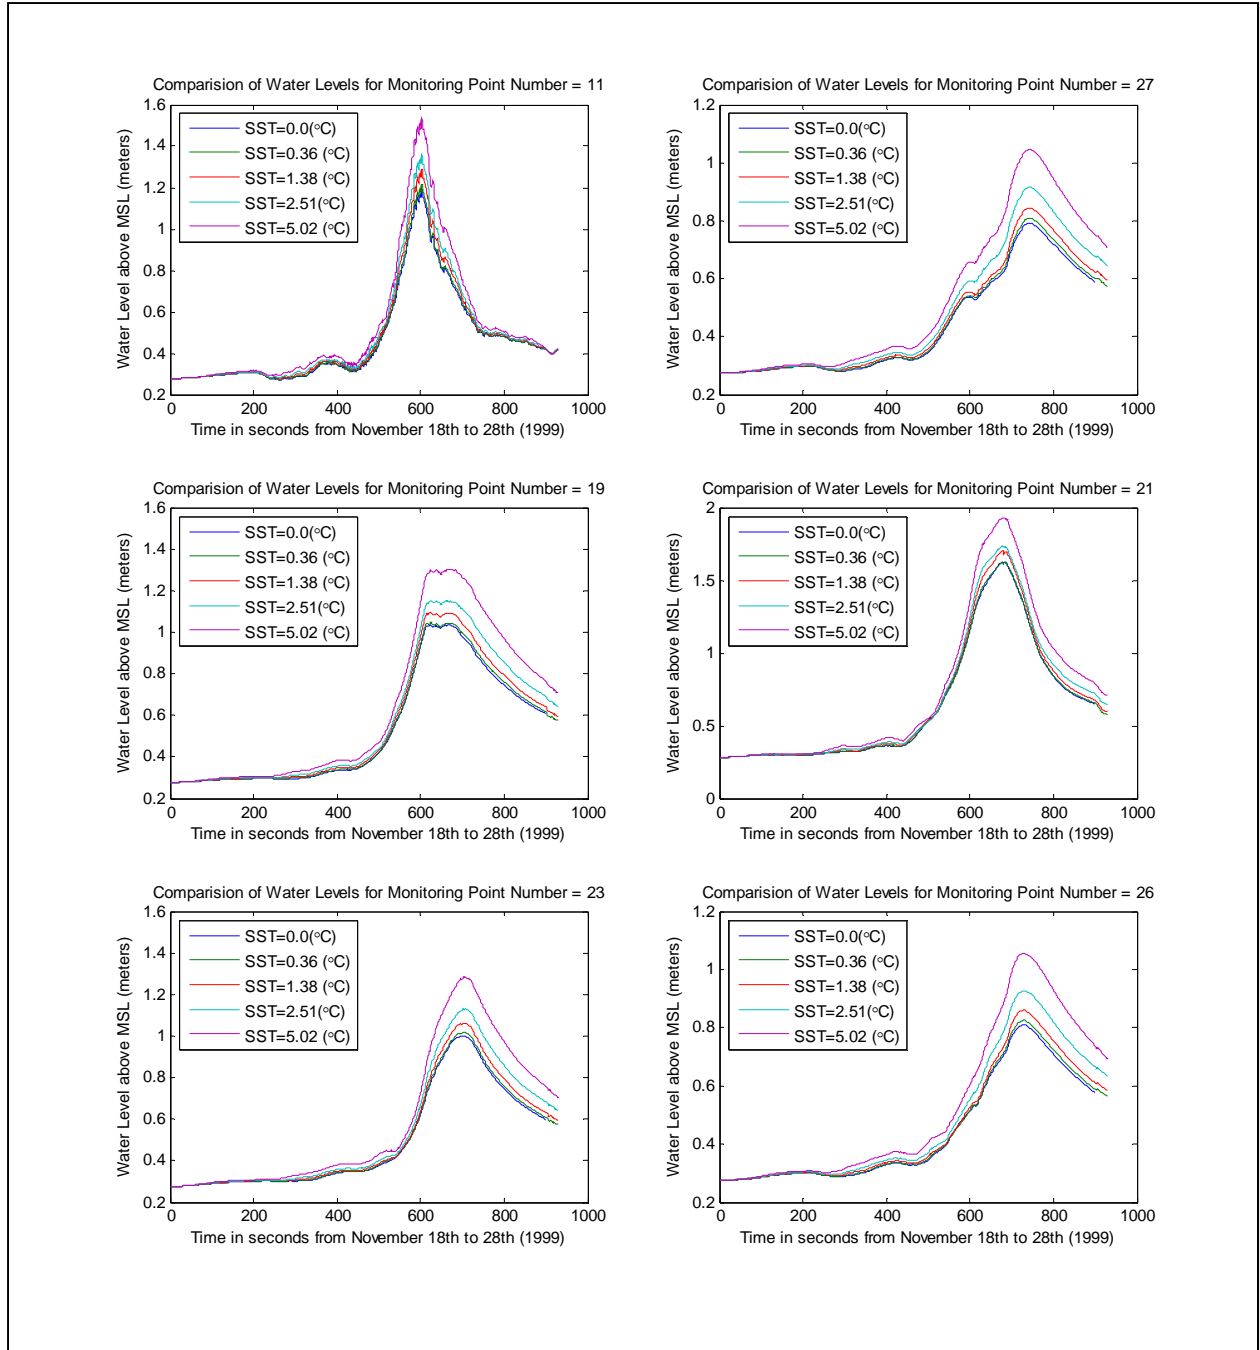 Comparision of Water Levels for Monitoring Point Number = 11
1.6
1.4
1.2
1
0.8
0.6
0.4
0.2
Water Level above MSL (meters)
SST=0.0(°C)
SST=0.36 (°C)
SST=1.38 (°C)
SST=2.51(°C)
SST=5.02 (°C)
0 200 400 600 800 1000
Time in seconds from November 18th to 28th (1999)
Comparision of Water Levels for Monitoring Point Number = 27
1.2
1
0.8
0.6
0.4
0.2
Water Level above MSL (meters)
SST=0.0(°C)
SST=0.36 (°C)
SST=1.38 (°C)
SST=2.51(°C)
SST=5.02 (°C)
0 200 400 600 800 1000
Time in seconds from November 18th to 28th (1999)
Comparision of Water Levels for Monitoring Point Number = 19
1.6
1.4
1.2
1
0.8
0.6
0.4
0.2
Water Level above MSL (meters)
SST=0.0(°C)
SST=0.36 (°C)
SST=1.38 (°C)
SST=2.51(°C)
SST=5.02 (°C)
0 200 400 600 800 1000
Time in seconds from November 18th to 28th (1999)
Comparision of Water Levels for Monitoring Point Number = 21
2
1.5
1
0.5
0
Water Level above MSL (meters)
SST=0.0(°C)
SST=0.36 (°C)
SST=1.38 (°C)
SST=2.51(°C)
SST=5.02 (°C)
0 200 400 600 800 1000
Time in seconds from November 18th to 28th (1999)
Comparision of Water Levels for Monitoring Point Number = 23
1.6
1.4
1.2
1
0.8
0.6
0.4
0.2
Water Level above MSL (meters)
SST=0.0(°C)
SST=0.36 (°C)
SST=1.38 (°C)
SST=2.51(°C)
SST=5.02 (°C)
0 200 400 600 800 1000
Time in seconds from November 18th to 28th (1999)
Comparision of Water Levels for Monitoring Point Number = 26
1.2
1
0.8
0.6
0.4
0.2
Water Level above MSL (meters)
SST=0.0(°C)
SST=0.36 (°C)
SST=1.38 (°C)
SST=2.51(°C)
SST=5.02 (°C)
0 200 400 600 800 1000
Time in seconds from November 18th to 28th (1999)